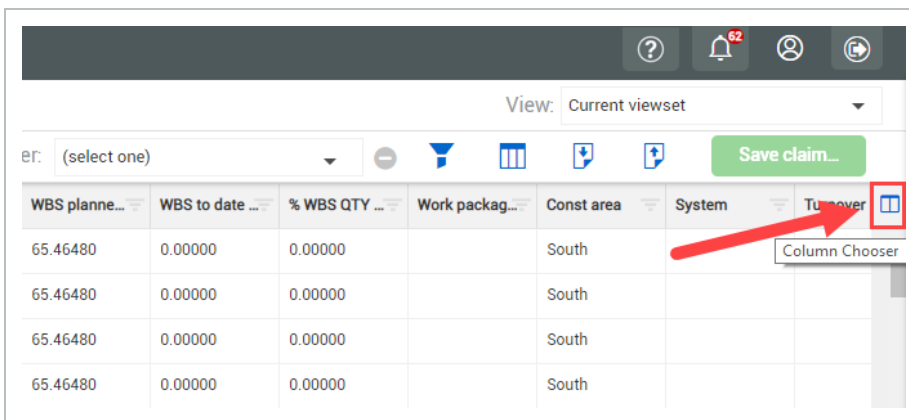 62
View: Current viewset
er: (select one) Save claim...
WBS planne... WBS to date ... % WBS QTY ... Work packag... Const area System Turnover
Column Chooser
65.46480 0.00000 0.00000 South
65.46480 0.00000 0.00000 South
65.46480 0.00000 0.00000 South
65.46480 0.00000 0.00000 South